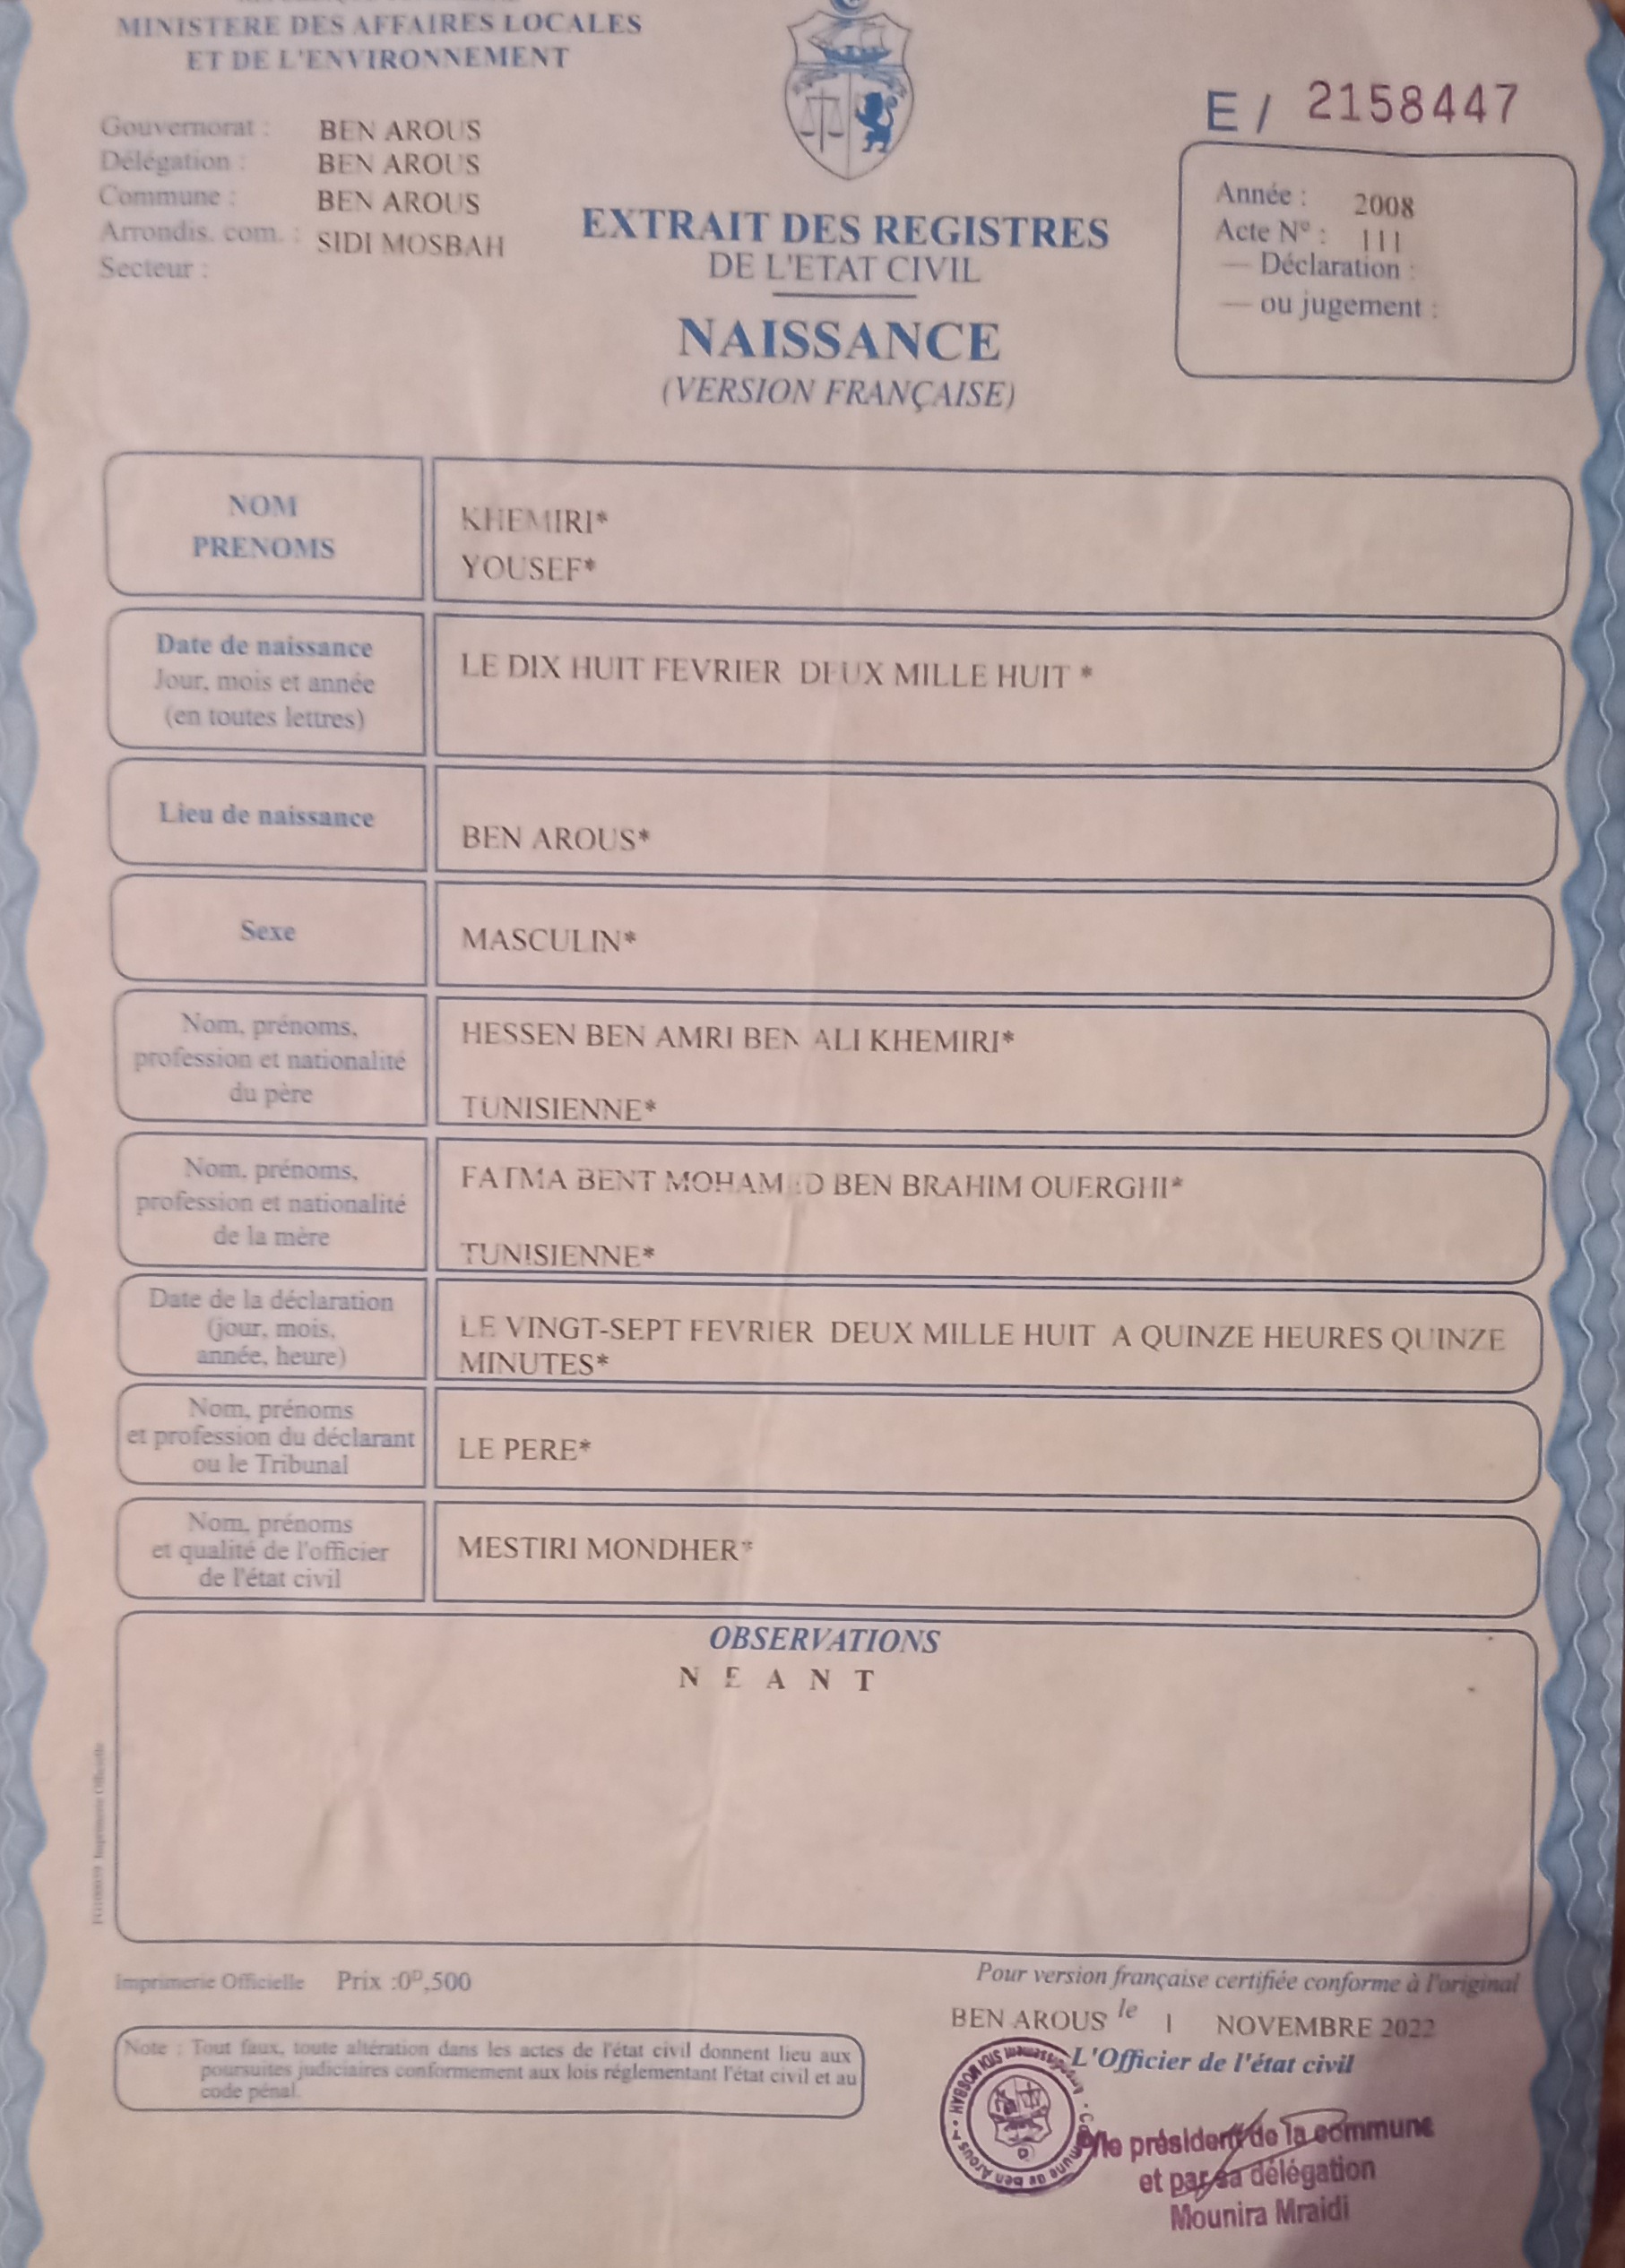 MINISTERE DES AFFAIRES LOCALES
ET DE L'ENVIRONNEMENT
Gouvernorat : BEN AROUS
Délégation : BEN AROUS
Commune : BEN AROUS
Arrondis. com. : SIDI MOSBAH
Secteur :
E / 2158447
Année : 2008
Acte N° : 111
— Déclaration :
— ou jugement :
EXTRAIT DES REGISTRES
DE L'ETAT CIVIL
NAISSANCE
(VERSION FRANÇAISE)
NOM
PRENOMS
KHEMIRI*
YOUSEF*
Date de naissance
Jour, mois et année
(en toutes lettres)
LE DIX HUIT FEVRIER DEUX MILLE HUIT *
Lieu de naissance
BEN AROUS*
Sexe
MASCULIN*
Nom, prénoms,
profession et nationalité
du père
HESSEN BEN AMRI BEN ALI KHEMIRI*
TUNISIENNE*
Nom, prénoms,
profession et nationalité
de la mère
FATMA BENT MOHAMED BEN BRAHIM OUERGHI*
TUNISIENNE*
Date de la déclaration
(jour, mois,
année, heure)
LE VINGT-SEPT FEVRIER DEUX MILLE HUIT A QUINZE HEURES QUINZE
MINUTES*
Nom, prénoms
et profession du déclarant
ou le Tribunal
LE PERE*
Nom, prénoms
et qualité de l'officier
de l'état civil
MESTIRI MONDHER*
OBSERVATIONS
N E A N T
Imprimerie Officielle Prix :0ᴰ,500
Note : Tout faux, toute altération dans les actes de l'état civil donnent lieu aux
poursuites judiciaires conformement aux lois réglementant l'état civil et au
code pénal.
Pour version française certifiée conforme à l'original
BEN AROUS le 1 NOVEMBRE 2022
L'Officier de l'état civil
P/le président de la commune
et par sa délégation
Mounira Mraidi